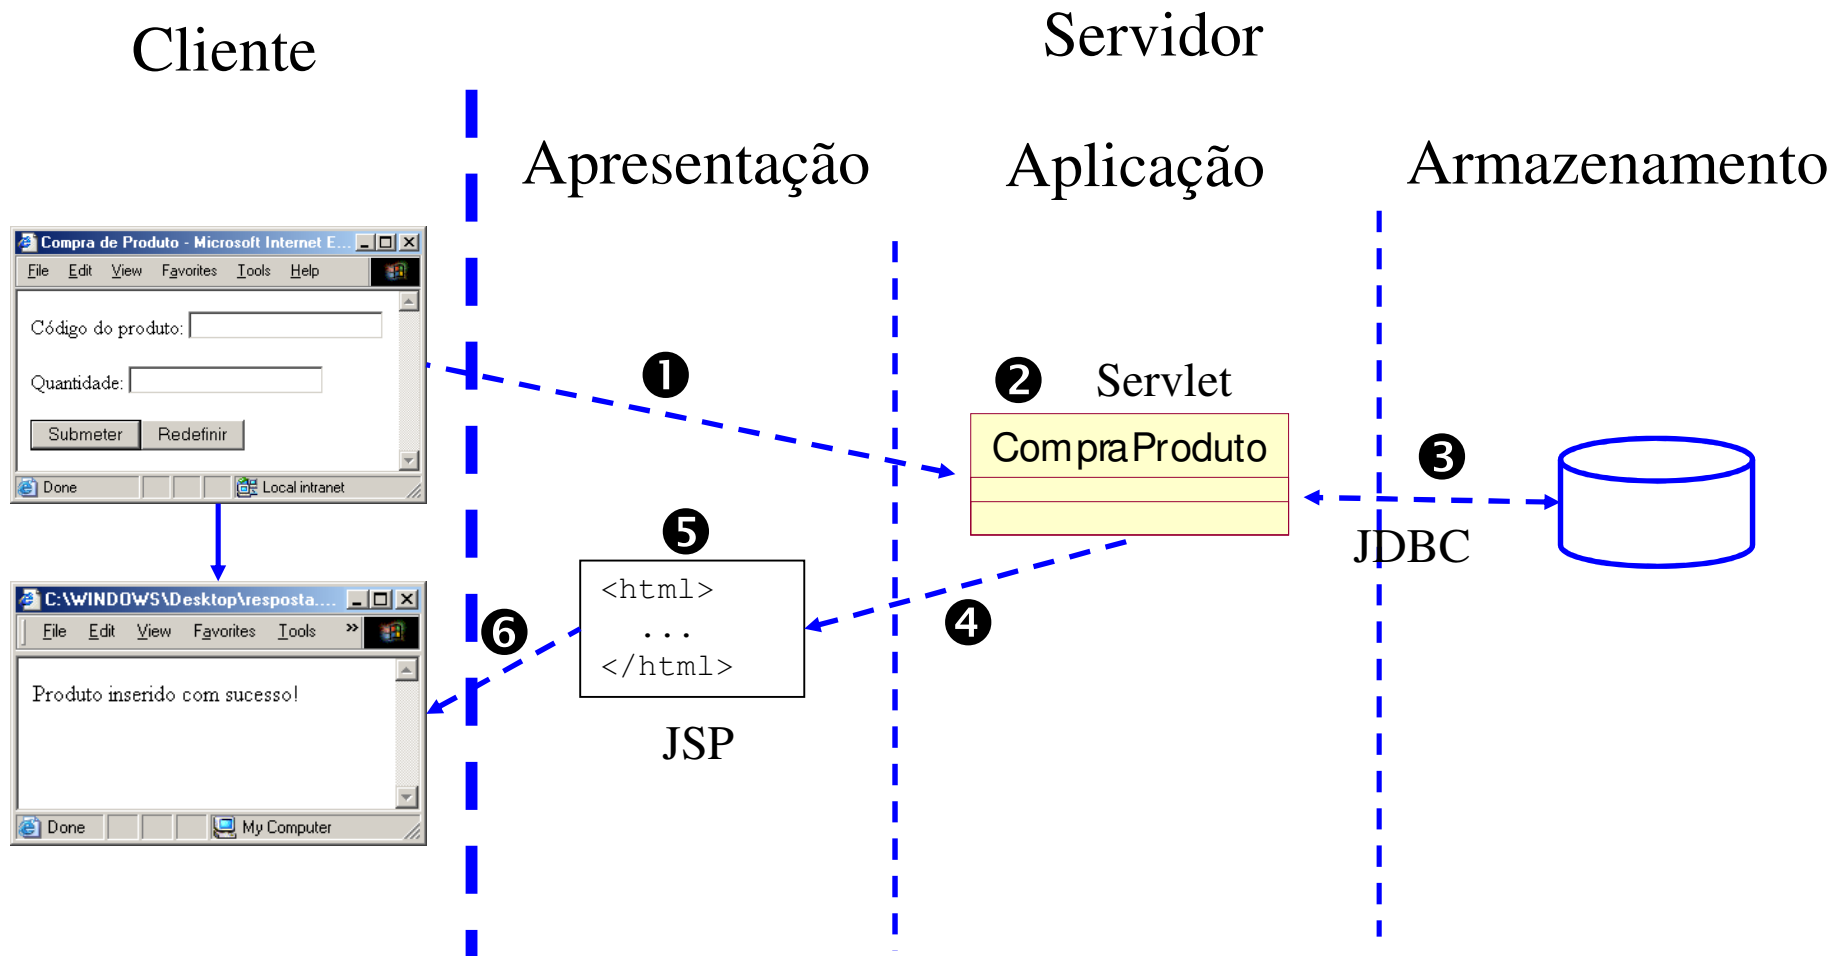 Cliente
Servidor
Apresentação
Aplicação
Armazenamento
Compra de Produto - Microsoft Internet E...
File Edit View Favorites Tools Help
Código do produto:
Quantidade:
Submeter Redefinir
Done Local intranet
❶
❷ Servlet
CompraProduto
❸
JDBC
❹
❺
<html>
...
</html>
JSP
❻
C:\WINDOWS\Desktop\resposta....
File Edit View Favorites Tools »
Produto inserido com sucesso!
Done My Computer